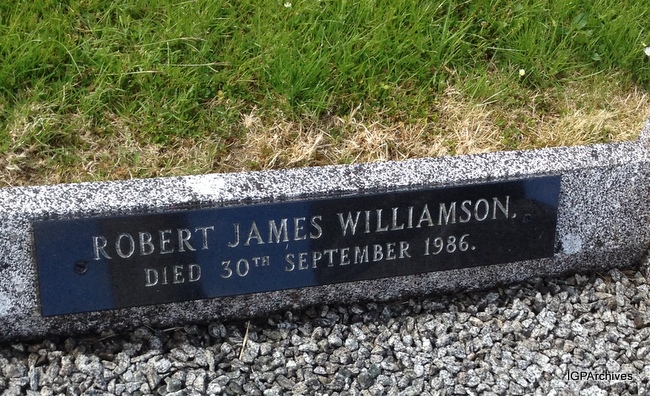 ROBERT JAMES WILLIAMSON.
DIED 30TH SEPTEMBER 1986.
/IGPArchives